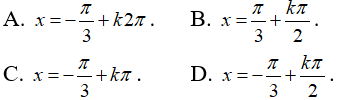 A. x = −π/3 + k2π. B. x = π/3 + kπ/2.
C. x = −π/3 + kπ. D. x = −π/3 + kπ/2.